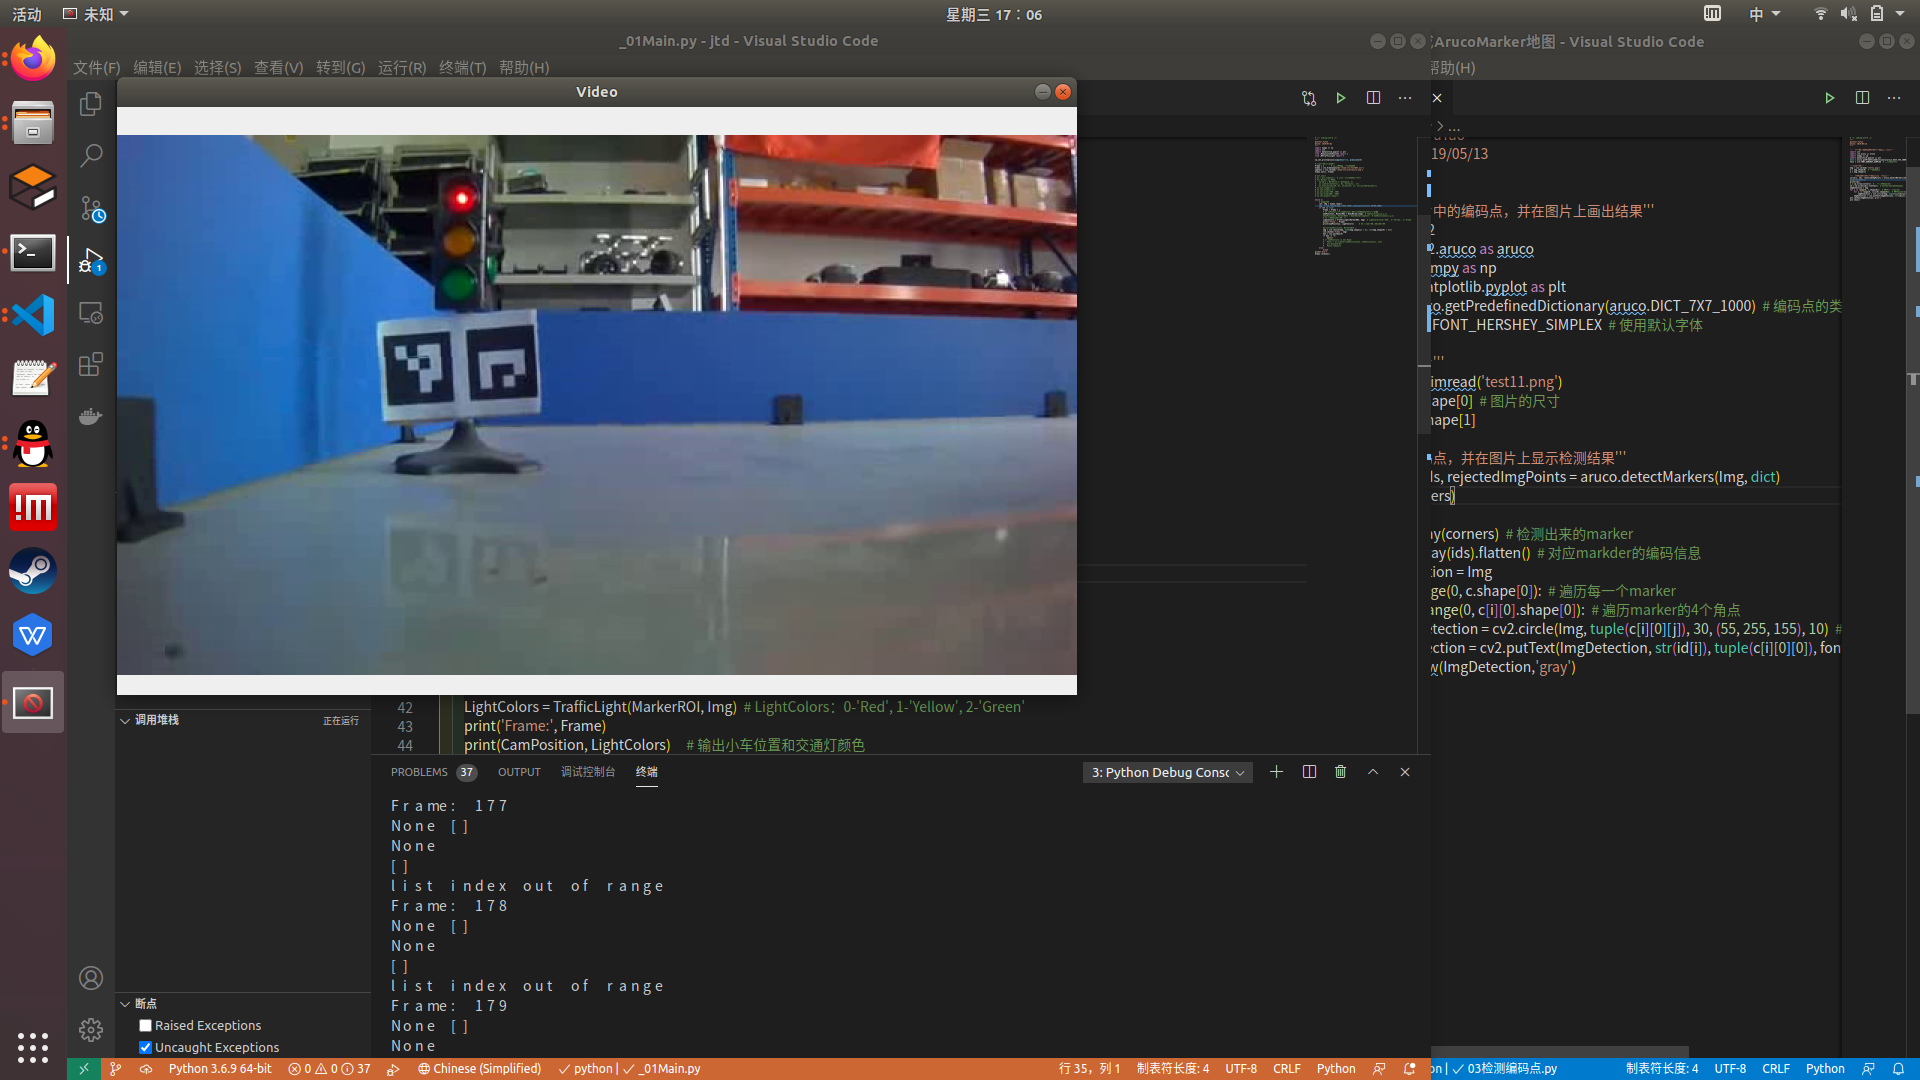 活动
未知
星期三 17：06
中
_01Main.py - jtd - Visual Studio Code
ArucoMarker地图 - Visual Studio Code
文件(F) 编辑(E) 选择(S) 查看(V) 转到(G) 运行(R) 终端(T) 帮助(H)
帮助(H)
Video
> ...
19/05/13
中的编码点，并在图片上画出结果'''
2
2.aruco as aruco
mpy as np
atplotlib.pyplot as plt
o.getPredefinedDictionary(aruco.DICT_7X7_1000) # 编码点的类
FONT_HERSHEY_SIMPLEX # 使用默认字体
'''
imread('test11.png')
ape[0] # 图片的尺寸
hape[1]
点，并在图片上显示检测结果'''
ds, rejectedImgPoints = aruco.detectMarkers(Img, dict)
ers)
ay(corners) # 检测出来的marker
ay(ids).flatten() # 对应markder的编码信息
tion = Img
ge(0, c.shape[0]): # 遍历每一个marker
ange(0, c[i][0].shape[0]): # 遍历marker的4个角点
etection = cv2.circle(Img, tuple(c[i][0][j]), 30, (55, 255, 155), 10) #
ection = cv2.putText(ImgDetection, str(id[i]), tuple(c[i][0][0]), fon
w(ImgDetection,'gray')
42 LightColors = TrafficLight(MarkerROI, Img) # LightColors：0-'Red', 1-'Yellow', 2-'Green'
43 print('Frame:', Frame)
44 print(CamPosition, LightColors) # 输出小车位置和交通灯颜色
调用堆栈 正在运行
PROBLEMS 37 OUTPUT 调试控制台 终端
3: Python Debug Consc
Frame: 177
None []
None
[]
list index out of range
Frame: 178
None []
None
[]
list index out of range
Frame: 179
None []
None
断点
Raised Exceptions
Uncaught Exceptions
Python 3.6.9 64-bit 0 0 37 Chinese (Simplified) python | _01Main.py
行 35，列 1 制表符长度: 4 UTF-8 CRLF Python
on | 03检测编码点.py 制表符长度: 4 UTF-8 CRLF Python